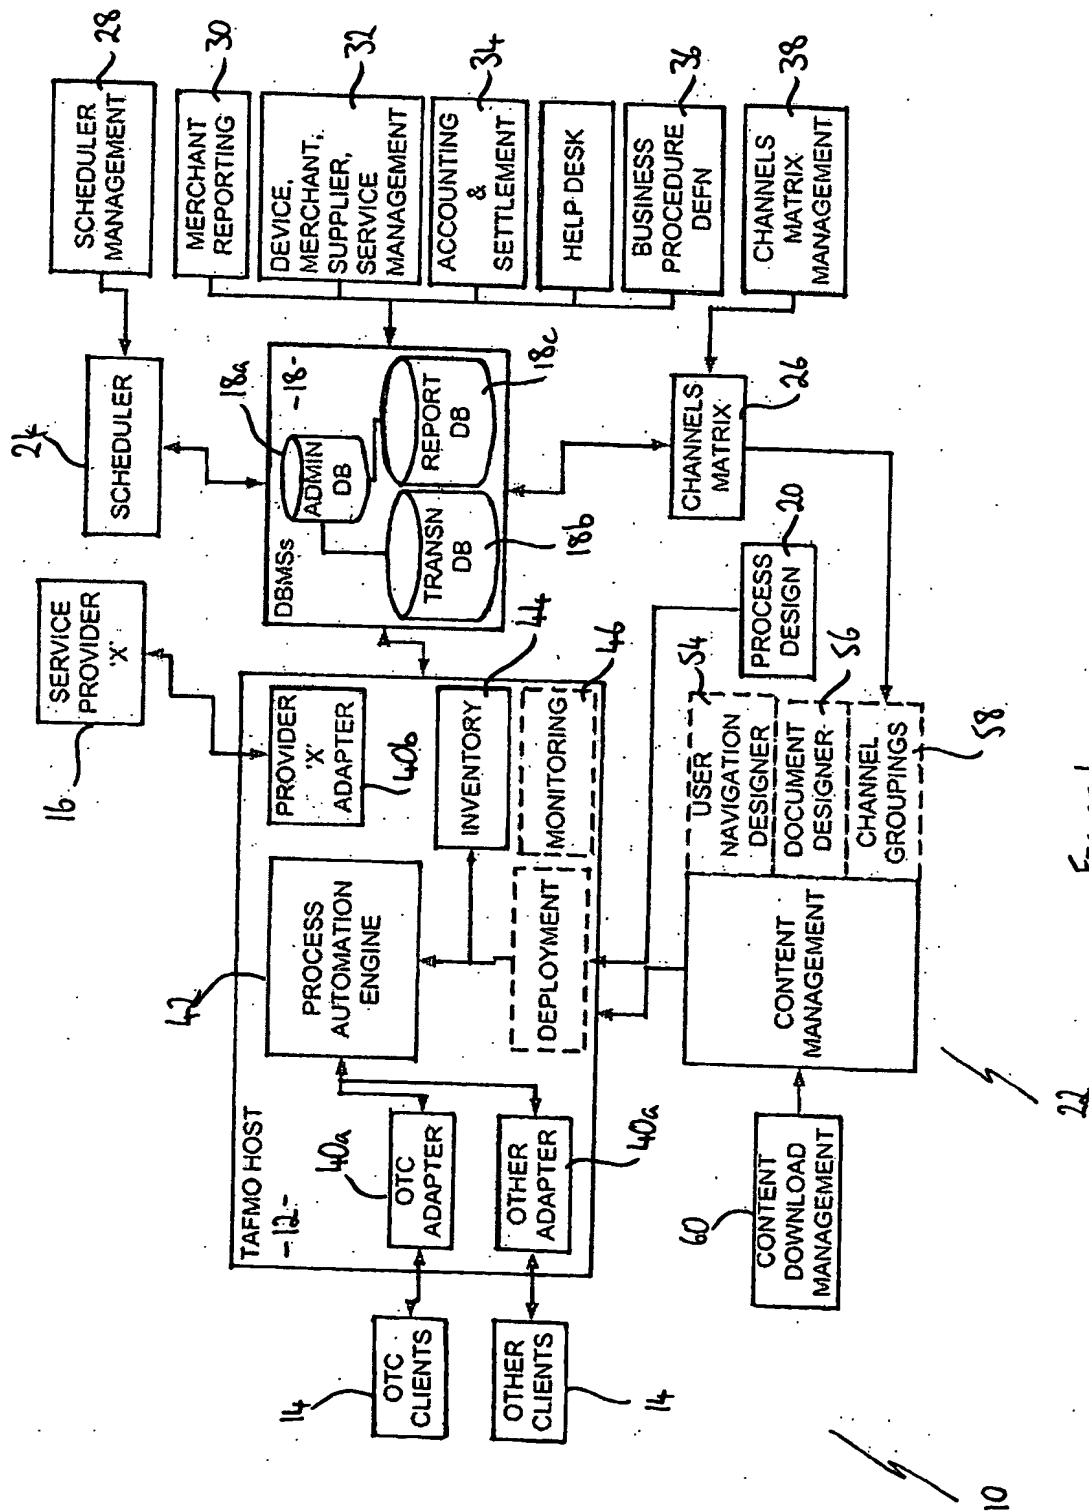 16
SERVICE
PROVIDER
'X'
24
SCHEDULER
SCHEDULER
MANAGEMENT
28
TAFMO HOST
-12-
42
PROCESS
AUTOMATION
ENGINE
PROVIDER
'X'
ADAPTER
40b
DBMSs
-18-
18a
ADMIN
DB
TRANSN
DB
18b
REPORT
DB
18c
MERCHANT
REPORTING
30
DEVICE,
MERCHANT,
SUPPLIER,
SERVICE
MANAGEMENT
32
14
OTC
CLIENTS
40a
OTC
ADAPTER
OTHER
CLIENTS
14
OTHER
ADAPTER
40a
DEPLOYMENT
INVENTORY
44
MONITORING
46
ACCOUNTING
&
SETTLEMENT
34
HELP DESK
BUSINESS
PROCEDURE
DEFN
36
60
CONTENT
DOWNLOAD
MANAGEMENT
CONTENT
MANAGEMENT
USER
NAVIGATION
DESIGNER
54
DOCUMENT
DESIGNER
56
CHANNEL
GROUPINGS
58
PROCESS
DESIGN
20
CHANNELS
MATRIX
26
CHANNELS
MATRIX
MANAGEMENT
38
22
10